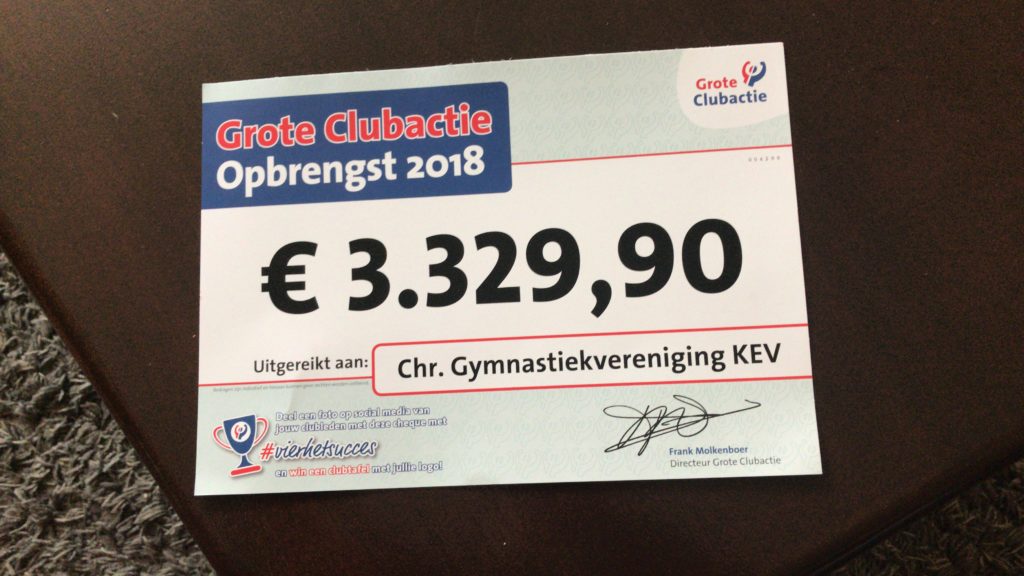 Grote Clubactie
Opbrengst 2018
Grote
Clubactie
€ 3.329,90
Uitgereikt aan: Chr. Gymnastiekvereniging KEV
Deel een foto op social media van
jouw clubleden met deze cheque met
#vierhetsucces
en win een clubtafel met jullie logo!
Frank Molkenboer
Directeur Grote Clubactie